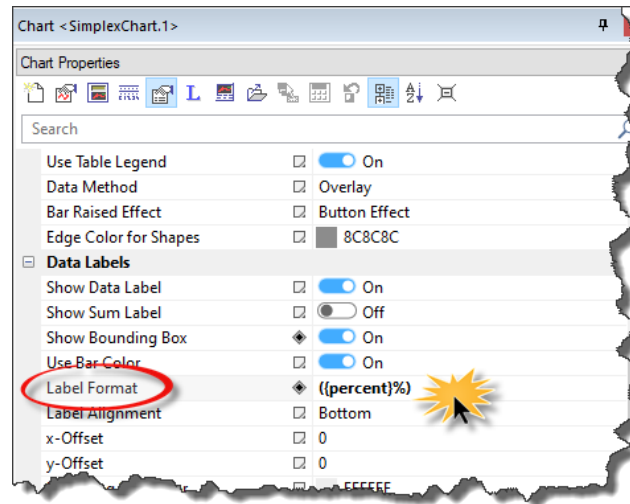 Chart <SimplexChart.1>
Chart Properties
L
Search
Use Table Legend On
Data Method Overlay
Bar Raised Effect Button Effect
Edge Color for Shapes 8C8C8C
Data Labels
Show Data Label On
Show Sum Label Off
Show Bounding Box On
Use Bar Color On
Label Format ({percent}%)
Label Alignment Bottom
x-Offset 0
y-Offset 0